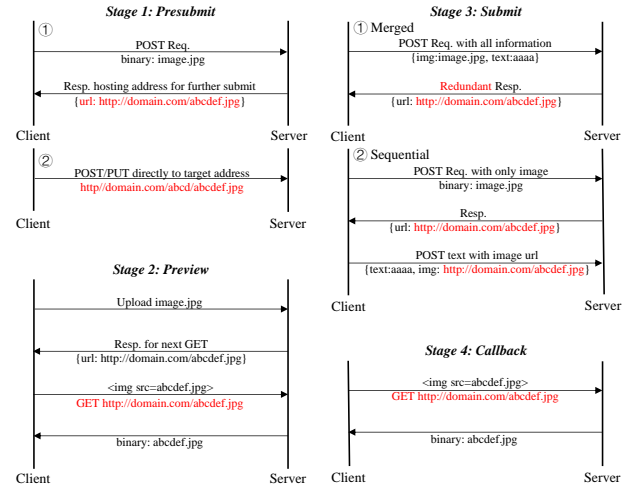 Stage 1: Presubmit
①
POST Req.
binary: image.jpg
Resp. hosting address for further submit
{url: http://domain.com/abcdef.jpg}
Client
Server
②
POST/PUT directly to target address
http//domain.com/abcd/abcdef.jpg
Client
Server
Stage 2: Preview
Upload image.jpg
Resp. for next GET
{url: http://domain.com/abcdef.jpg}
<img src=abcdef.jpg>
GET http://domain.com/abcdef.jpg
binary: abcdef.jpg
Client
Server
Stage 3: Submit
① Merged
POST Req. with all information
{img:image.jpg, text:aaaa}
Redundant Resp.
{url: http://domain.com/abcdef.jpg}
Client
Server
② Sequential
POST Req. with only image
binary: image.jpg
Resp.
{url: http://domain.com/abcdef.jpg}
POST text with image url
{text:aaaa, img: http://domain.com/abcdef.jpg}
Client
Server
Stage 4: Callback
<img src=abcdef.jpg>
GET http://domain.com/abcdef.jpg
binary: abcdef.jpg
Client
Server